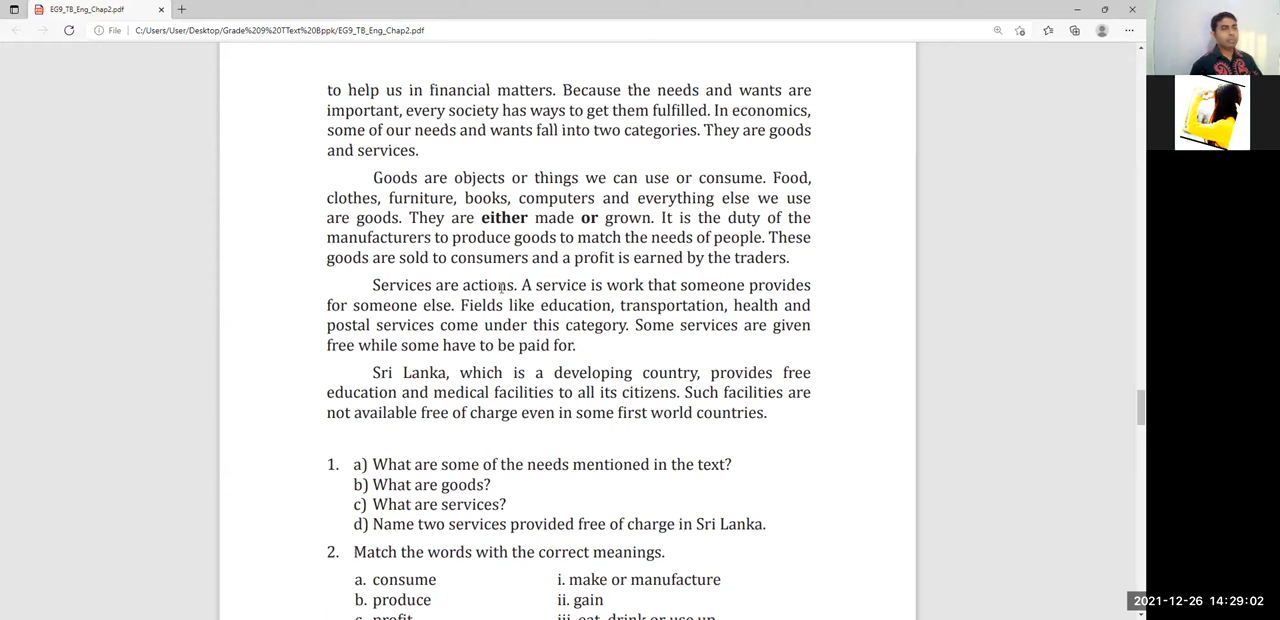 EG9_TB_Eng_Chap2.pdf
File C:/Users/User/Desktop/Grade%209%20TText%20Bppk/EG9_TB_Eng_Chap2.pdf
to help us in financial matters. Because the needs and wants are
important, every society has ways to get them fulfilled. In economics,
some of our needs and wants fall into two categories. They are goods
and services.
Goods are objects or things we can use or consume. Food,
clothes, furniture, books, computers and everything else we use
are goods. They are either made or grown. It is the duty of the
manufacturers to produce goods to match the needs of people. These
goods are sold to consumers and a profit is earned by the traders.
Services are actions. A service is work that someone provides
for someone else. Fields like education, transportation, health and
postal services come under this category. Some services are given
free while some have to be paid for.
Sri Lanka, which is a developing country, provides free
education and medical facilities to all its citizens. Such facilities are
not available free of charge even in some first world countries.
1. a) What are some of the needs mentioned in the text?
b) What are goods?
c) What are services?
d) Name two services provided free of charge in Sri Lanka.
2. Match the words with the correct meanings.
a. consume i. make or manufacture
b. produce ii. gain
c. profit iii. eat, drink or use up
2021-12-26 14:29:02